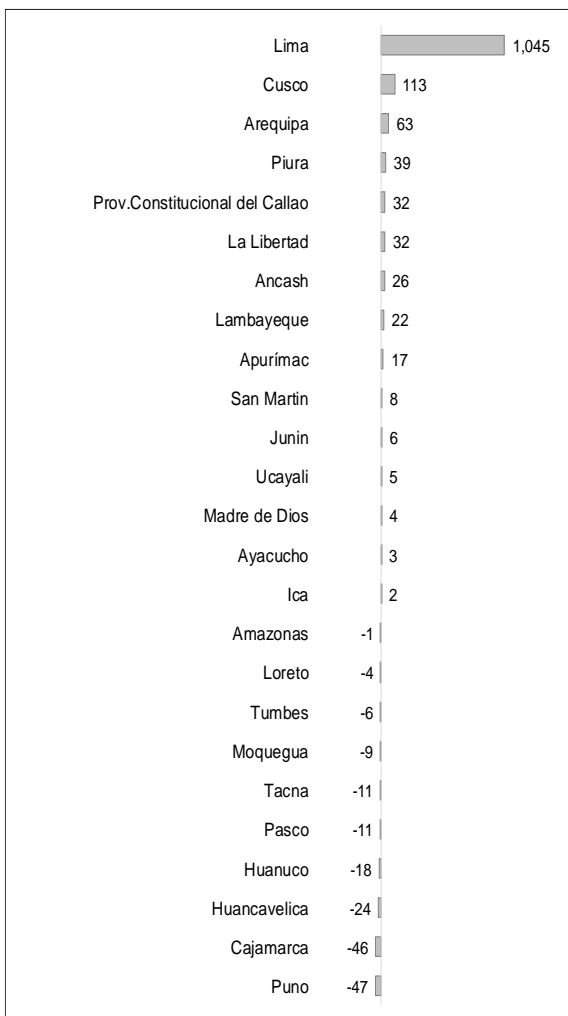 Lima 1,045
Cusco 113
Arequipa 63
Piura 39
Prov.Constitucional del Callao 32
La Libertad 32
Ancash 26
Lambayeque 22
Apurímac 17
San Martin 8
Junin 6
Ucayali 5
Madre de Dios 4
Ayacucho 3
Ica 2
Amazonas -1
Loreto -4
Tumbes -6
Moquegua -9
Tacna -11
Pasco -11
Huanuco -18
Huancavelica -24
Cajamarca -46
Puno -47